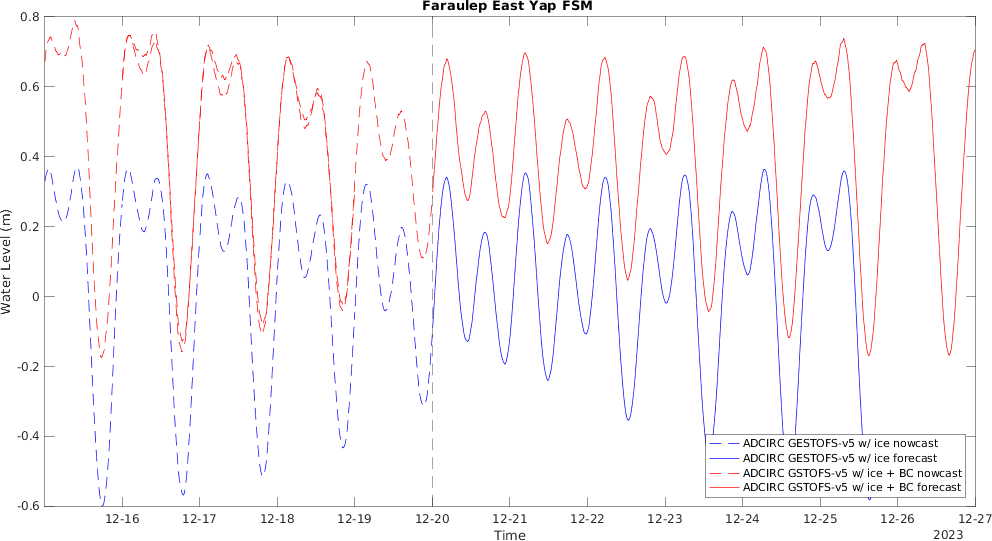 Faraulep East Yap FSM
0.8
0.6
0.4
0.2
0
-0.2
-0.4
-0.6
Water Level (m)
ADCIRC GESTOFS-v5 w/ ice nowcast
ADCIRC GESTOFS-v5 w/ ice forecast
ADCIRC GSTOFS-v5 w/ ice + BC nowcast
ADCIRC GSTOFS-v5 w/ ice + BC forecast
12-16 12-17 12-18 12-19 12-20 12-21 12-22 12-23 12-24 12-25 12-26 12-27
Time
2023